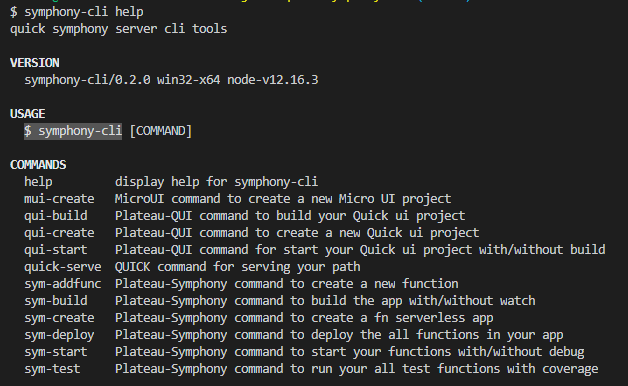 $ symphony-cli help
quick symphony server cli tools
VERSION
symphony-cli/0.2.0 win32-x64 node-v12.16.3
USAGE
$ symphony-cli [COMMAND]
COMMANDS
help display help for symphony-cli
mui-create MicroUI command to create a new Micro UI project
qui-build Plateau-QUI command to build your Quick ui project
qui-create Plateau-QUI command to create a new Quick ui project
qui-start Plateau-QUI command for start your Quick ui project with/without build
quick-serve QUICK command for serving your path
sym-addfunc Plateau-Symphony command to create a new function
sym-build Plateau-Symphony command to build the app with/without watch
sym-create Plateau-Symphony command to create a fn serverless app
sym-deploy Plateau-Symphony command to deploy the all functions in your app
sym-start Plateau-Symphony command to start your functions with/without debug
sym-test Plateau-Symphony command to run your all test functions with coverage